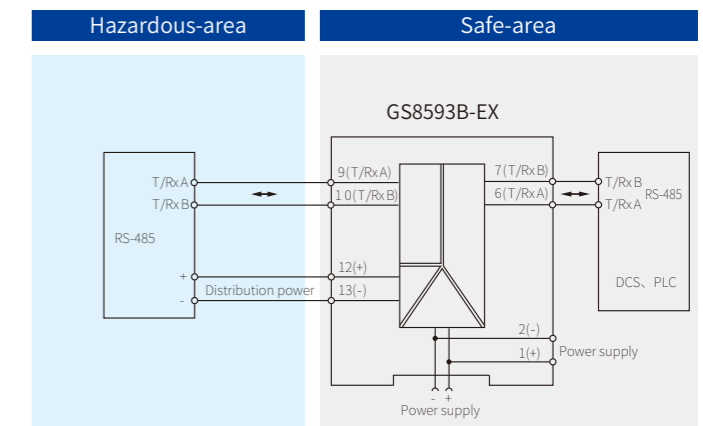 Hazardous-area
Safe-area
GS8593B-EX
T/RxA
T/RxB
RS-485
+
-
Distribution power
9(T/RxA)
10(T/RxB)
12(+)
13(-)
7(T/RxB)
6(T/RxA)
T/RxB
T/RxA
RS-485
DCS、PLC
2(-)
1(+)
Power supply
- +
Power supply